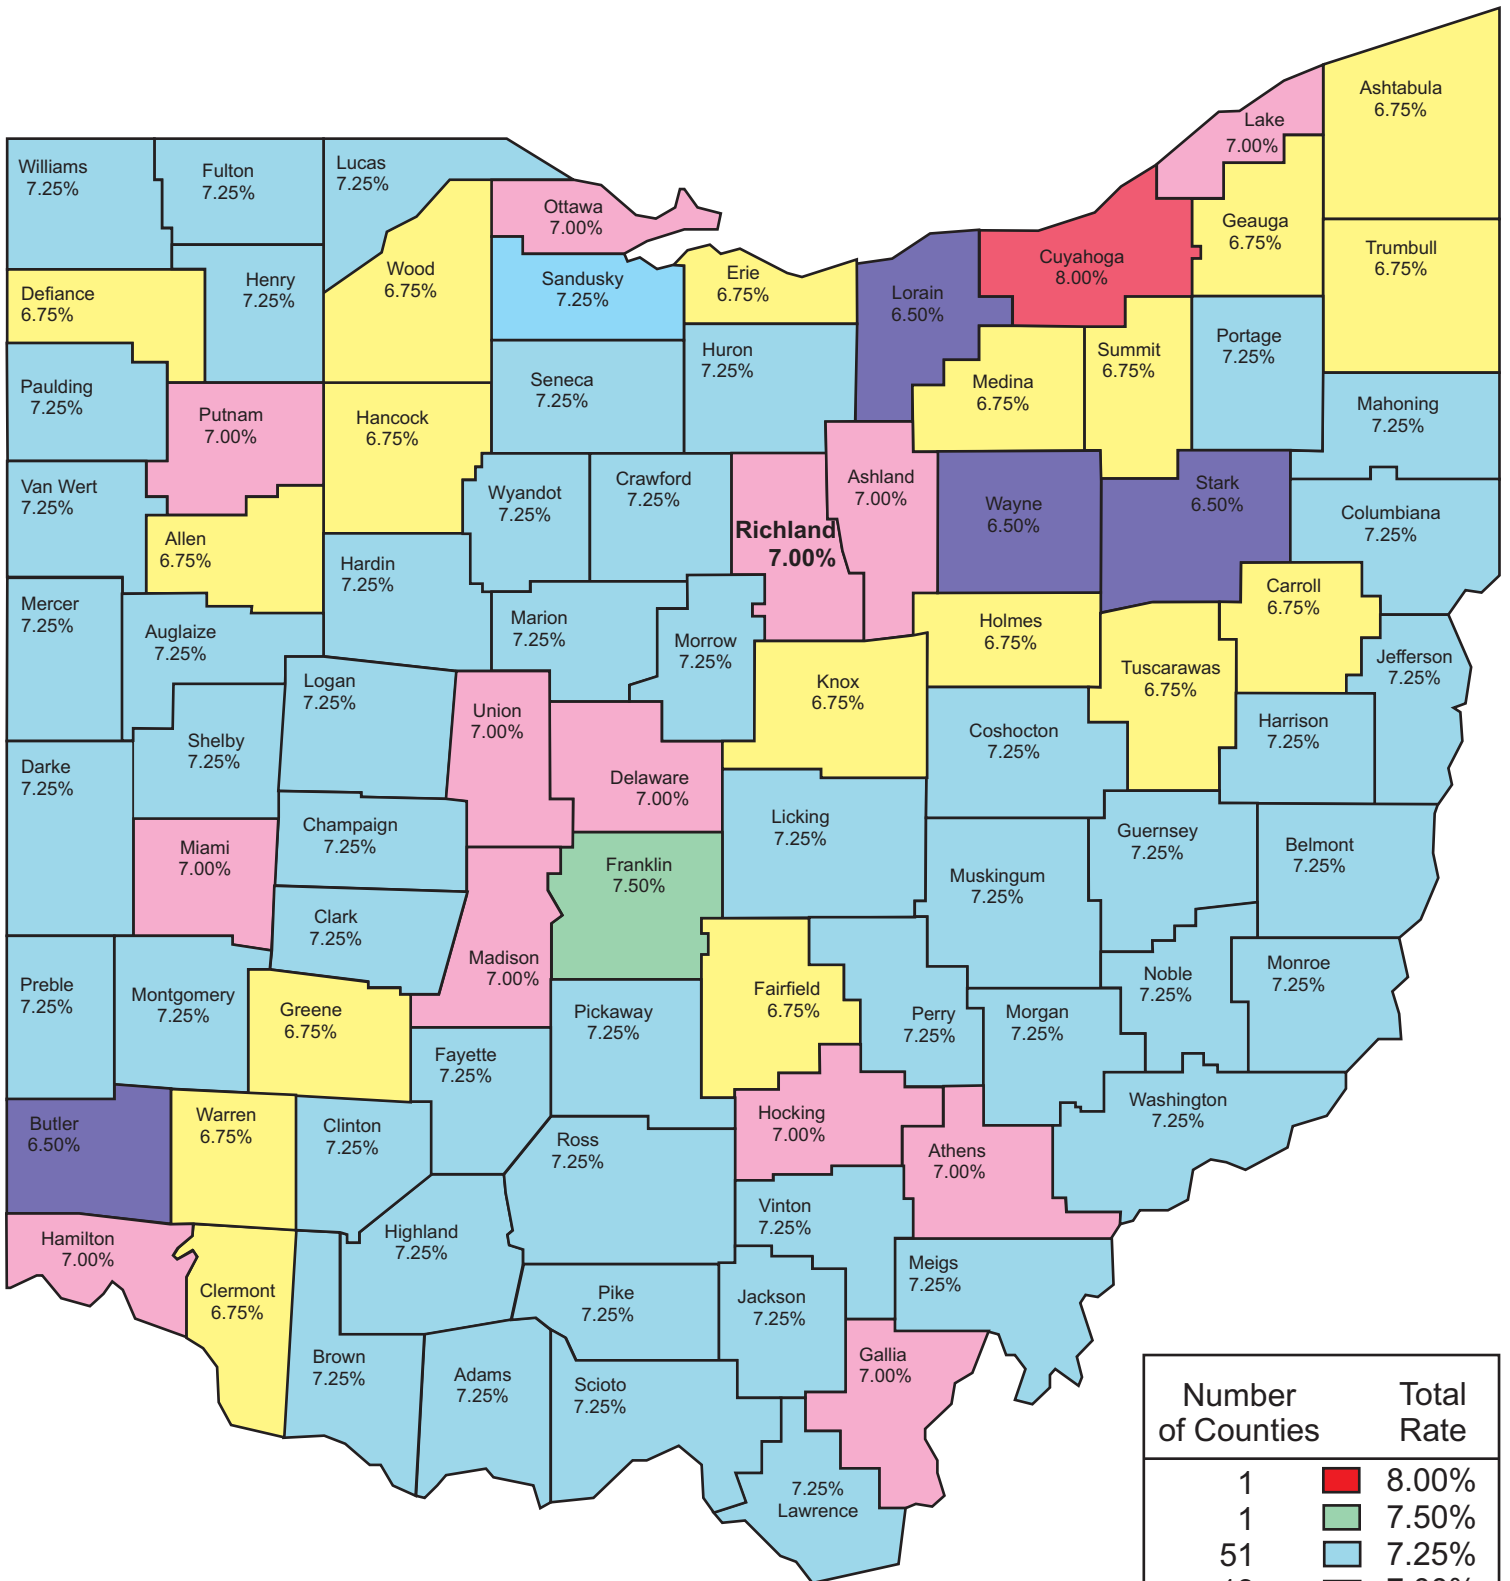 Ashtabula
6.75%
Lake
7.00%
Williams
7.25%
Fulton
7.25%
Lucas
7.25%
Ottawa
7.00%
Geauga
6.75%
Trumbull
6.75%
Cuyahoga
8.00%
Wood
6.75%
Sandusky
7.25%
Erie
6.75%
Lorain
6.50%
Henry
7.25%
Defiance
6.75%
Huron
7.25%
Medina
6.75%
Summit
6.75%
Portage
7.25%
Paulding
7.25%
Putnam
7.00%
Hancock
6.75%
Seneca
7.25%
Mahoning
7.25%
Van Wert
7.25%
Wyandot
7.25%
Crawford
7.25%
Richland
7.00%
Ashland
7.00%
Wayne
6.50%
Stark
6.50%
Columbiana
7.25%
Allen
6.75%
Hardin
7.25%
Mercer
7.25%
Auglaize
7.25%
Marion
7.25%
Morrow
7.25%
Holmes
6.75%
Carroll
6.75%
Jefferson
7.25%
Tuscarawas
6.75%
Logan
7.25%
Union
7.00%
Knox
6.75%
Coshocton
7.25%
Harrison
7.25%
Shelby
7.25%
Darke
7.25%
Delaware
7.00%
Champaign
7.25%
Licking
7.25%
Guernsey
7.25%
Belmont
7.25%
Miami
7.00%
Franklin
7.50%
Muskingum
7.25%
Clark
7.25%
Madison
7.00%
Preble
7.25%
Montgomery
7.25%
Greene
6.75%
Pickaway
7.25%
Fairfield
6.75%
Perry
7.25%
Morgan
7.25%
Noble
7.25%
Monroe
7.25%
Fayette
7.25%
Washington
7.25%
Butler
6.50%
Warren
6.75%
Clinton
7.25%
Ross
7.25%
Hocking
7.00%
Athens
7.00%
Hamilton
7.00%
Highland
7.25%
Vinton
7.25%
Clermont
6.75%
Pike
7.25%
Jackson
7.25%
Meigs
7.25%
Brown
7.25%
Adams
7.25%
Scioto
7.25%
Gallia
7.00%
7.25%
Lawrence
Number Total
of Counties Rate
1 8.00%
1 7.50%
51 7.25%